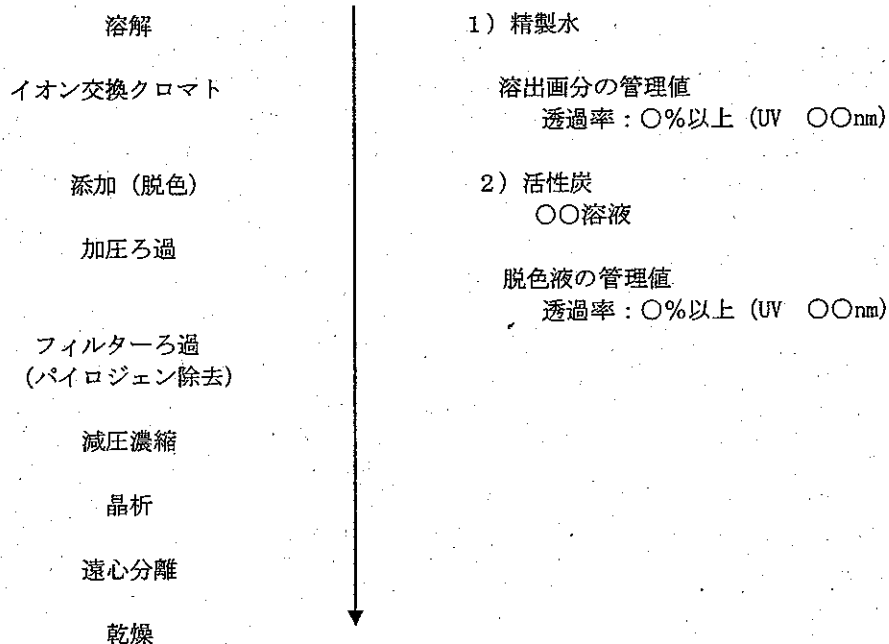 溶解
1）精製水
イオン交換クロマト
溶出画分の管理値
透過率：○%以上（UV ○○nm）
添加（脱色）
2）活性炭
○○溶液
加圧ろ過
脱色液の管理値
透過率：○%以上（UV ○○nm）
フィルターろ過
（パイロジェン除去）
減圧濃縮
晶析
遠心分離
乾燥